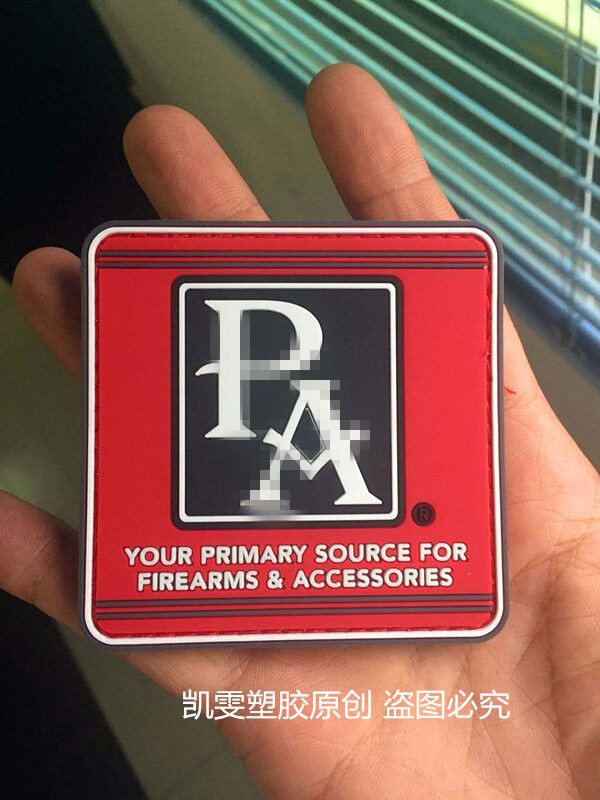 PA
®
YOUR PRIMARY SOURCE FOR
FIREARMS & ACCESSORIES
凯雯塑胶原创 盗图必究